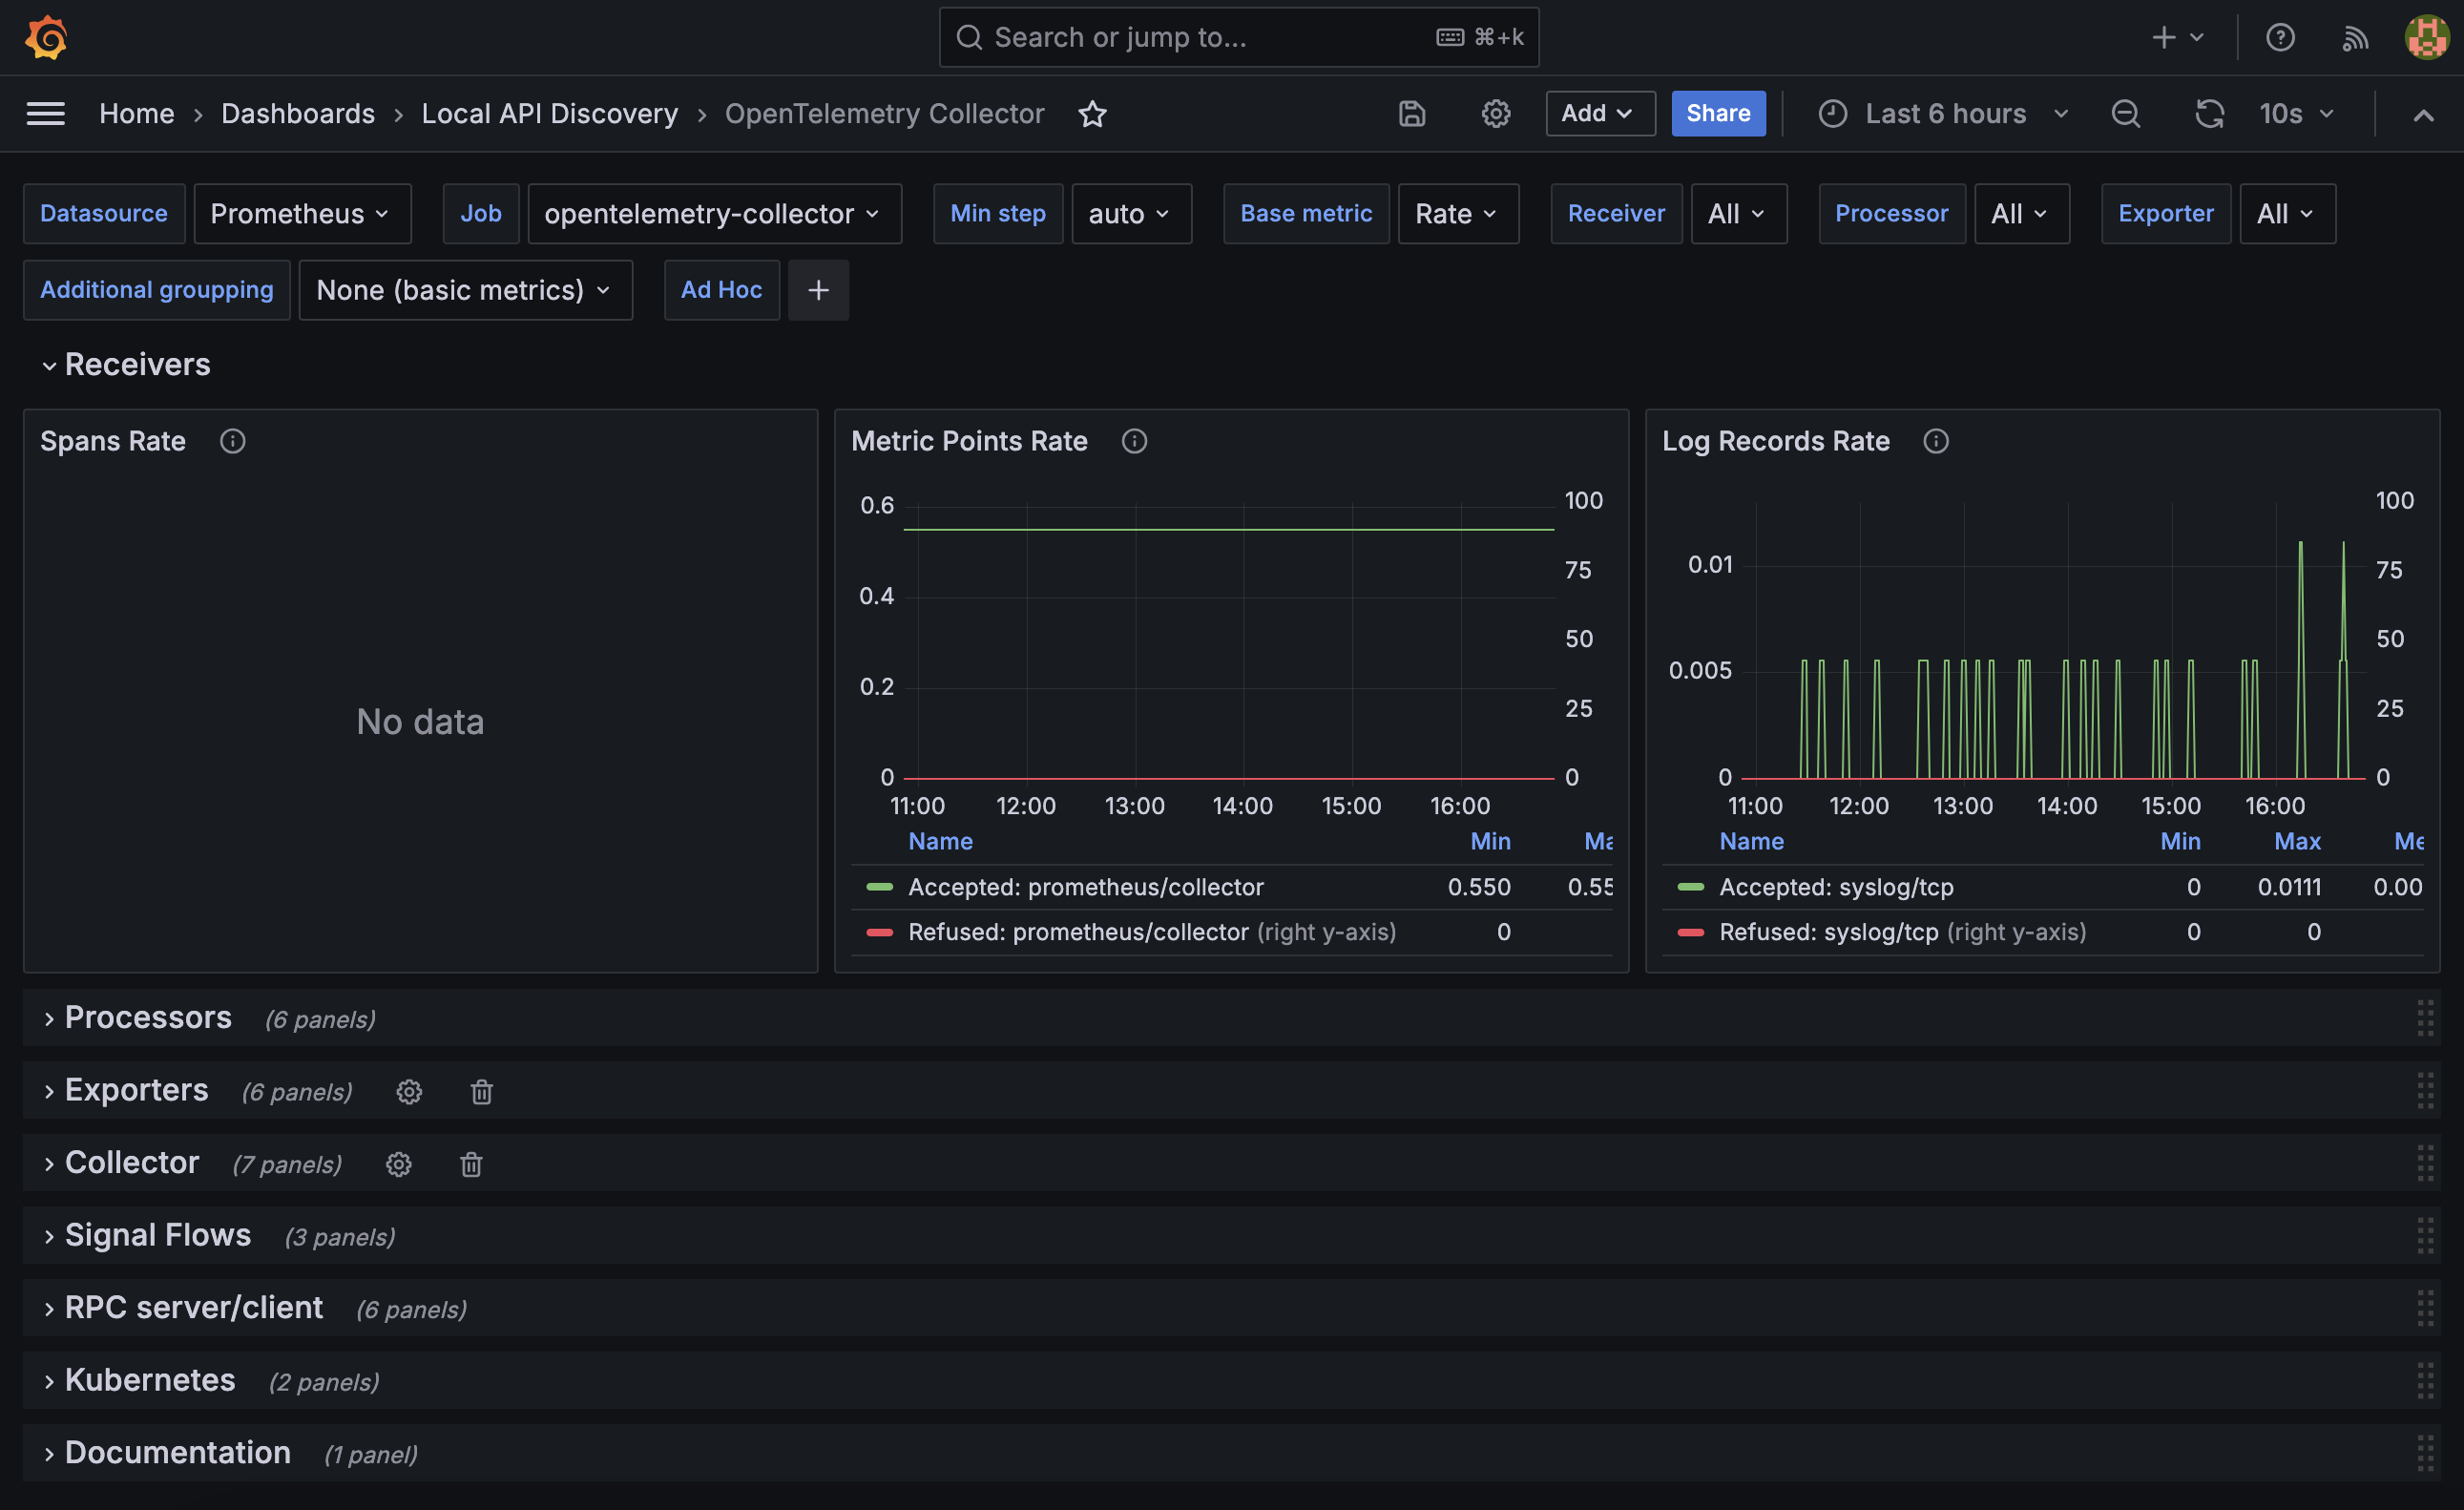 Search or jump to...
⌘+k
Home › Dashboards › Local API Discovery › OpenTelemetry Collector
Add
Share
Last 6 hours
10s
Datasource Prometheus
Job opentelemetry-collector
Min step auto
Base metric Rate
Receiver All
Processor All
Exporter All
Additional groupping None (basic metrics)
Ad Hoc
+
Receivers
Spans Rate
No data
Metric Points Rate
0.6
0.4
0.2
0
100
75
50
25
0
11:00 12:00 13:00 14:00 15:00 16:00
Name Min Ma
Accepted: prometheus/collector 0.550 0.55
Refused: prometheus/collector (right y-axis) 0
Log Records Rate
0.01
0.005
0
100
75
50
25
0
11:00 12:00 13:00 14:00 15:00 16:00
Name Min Max Me
Accepted: syslog/tcp 0 0.0111 0.00
Refused: syslog/tcp (right y-axis) 0 0
Processors (6 panels)
Exporters (6 panels)
Collector (7 panels)
Signal Flows (3 panels)
RPC server/client (6 panels)
Kubernetes (2 panels)
Documentation (1 panel)